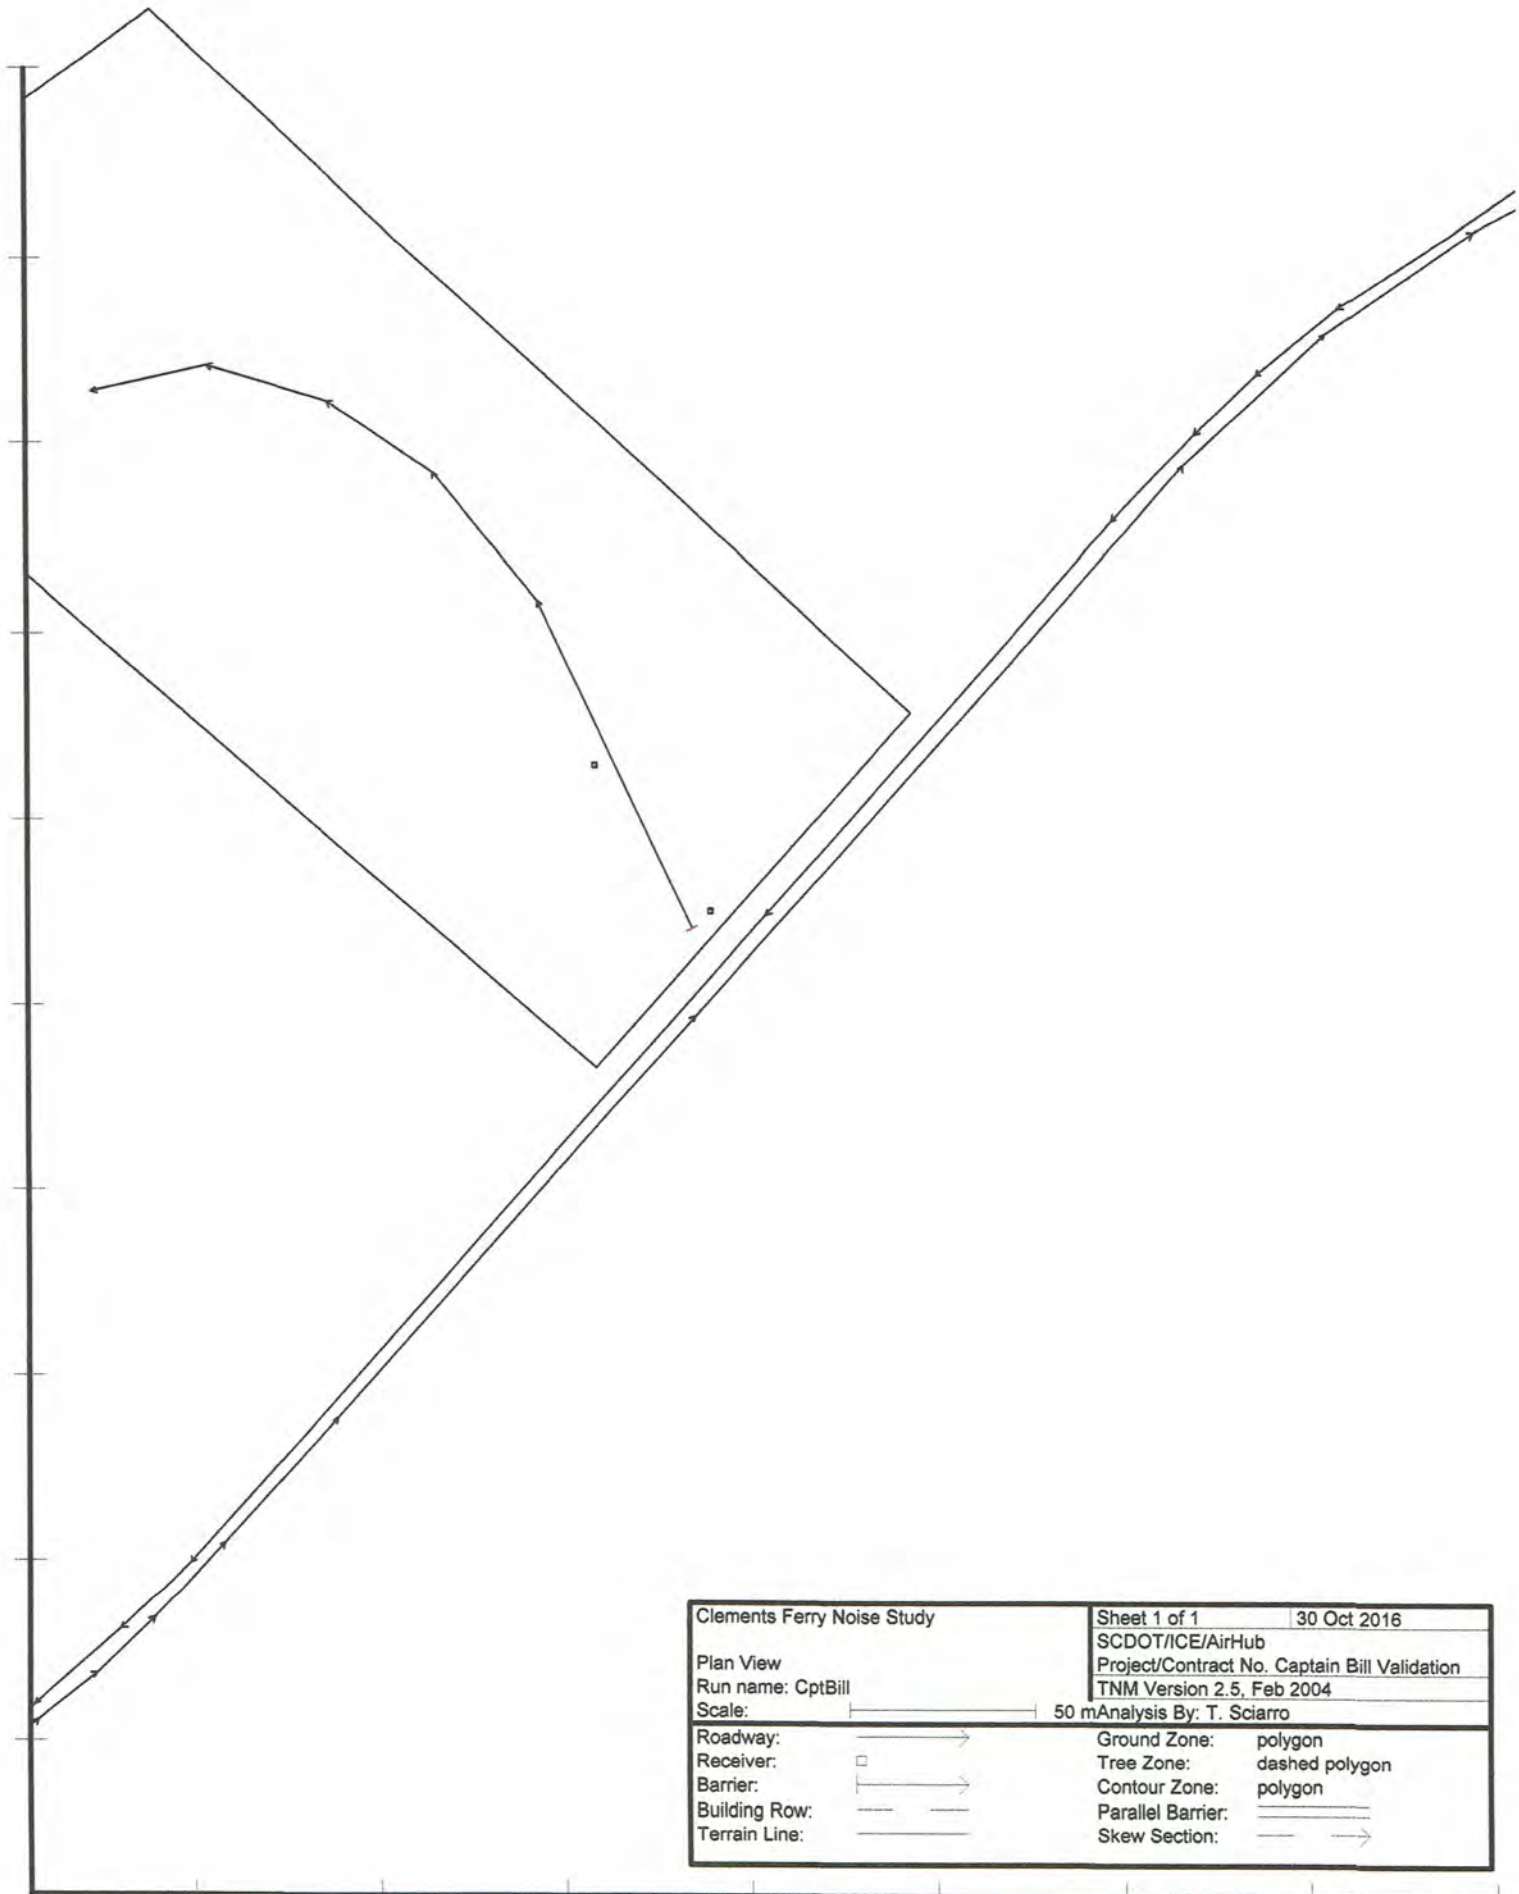 Clements Ferry Noise Study
Sheet 1 of 1 30 Oct 2016
SCDOT/ICE/AirHub
Plan View
Project/Contract No. Captain Bill Validation
Run name: CptBill
TNM Version 2.5, Feb 2004
Scale: 50 m
Analysis By: T. Sciarro
Roadway:
Receiver:
Barrier:
Building Row:
Terrain Line:
Ground Zone: polygon
Tree Zone: dashed polygon
Contour Zone: polygon
Parallel Barrier:
Skew Section: